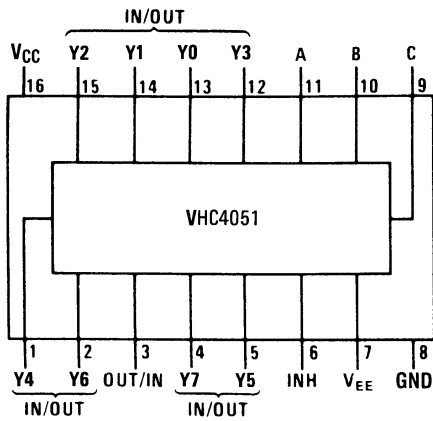 IN/OUT
VCC Y2 Y1 Y0 Y3 A B C
16 15 14 13 12 11 10 9
VHC4051
1 2 3 4 5 6 7 8
Y4 Y6 OUT/IN Y7 Y5 INH VEE GND
IN/OUT IN/OUT